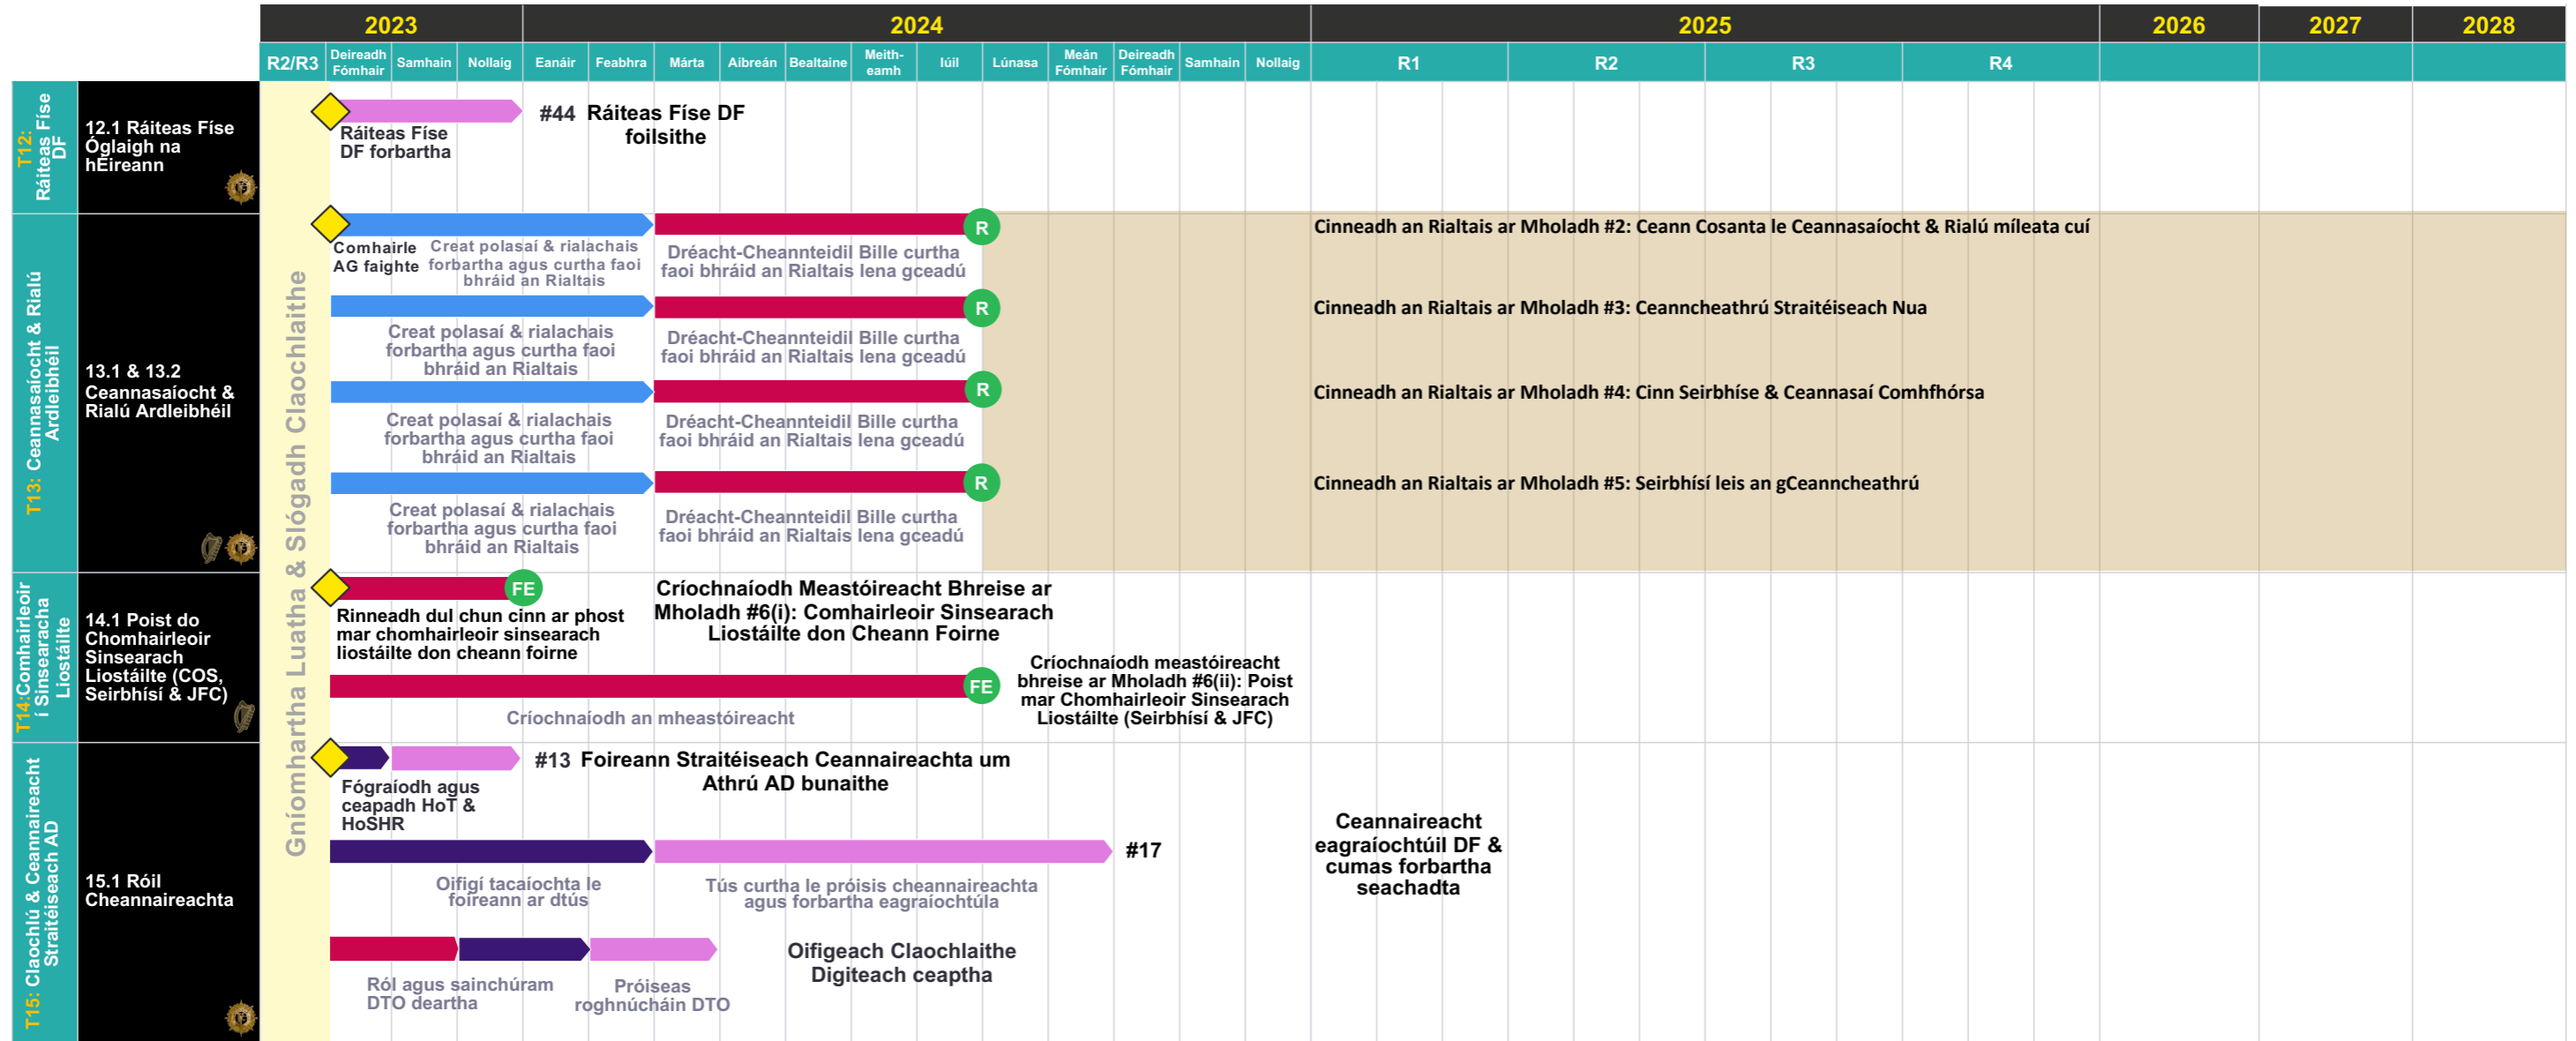 2023
2024
2025
2026
2027
2028
R2/R3
Deireadh
Fómhair
Samhain
Nollaig
Eanáir
Feabhra
Márta
Aibreán
Bealtaine
Meith-
eamh
Iúil
Lúnasa
Meán
Fómhair
Deireadh
Fómhair
Samhain
Nollaig
R1
R2
R3
R4
Gníomhartha Luatha & Slógadh Claochlaithe
T12:
Ráiteas Físe
DF
12.1 Ráiteas Físe
Óglaigh na
hÉireann
Ráiteas Físe
DF forbartha
#44 Ráiteas Físe DF
foilsithe
T13: Ceannasaíocht & Rialú
Ardleibhéil
13.1 & 13.2
Ceannasaíocht &
Rialú Ardleibhéil
Comhairle
AG faighte
Creat polasaí & rialachais
forbartha agus curtha faoi
bhráid an Rialtais
Dréacht-Cheannteidil Bille curtha
faoi bhráid an Rialtais lena gceadú
R
Cinneadh an Rialtais ar Mholadh #2: Ceann Cosanta le Ceannasaíocht & Rialú míleata cuí
Creat polasaí & rialachais
forbartha agus curtha faoi
bhráid an Rialtais
Dréacht-Cheannteidil Bille curtha
faoi bhráid an Rialtais lena gceadú
R
Cinneadh an Rialtais ar Mholadh #3: Ceanncheathrú Straitéiseach Nua
Creat polasaí & rialachais
forbartha agus curtha faoi
bhráid an Rialtais
Dréacht-Cheannteidil Bille curtha
faoi bhráid an Rialtais lena gceadú
R
Cinneadh an Rialtais ar Mholadh #4: Cinn Seirbhíse & Ceannasaí Comhfhórsa
Creat polasaí & rialachais
forbartha agus curtha faoi
bhráid an Rialtais
Dréacht-Cheannteidil Bille curtha
faoi bhráid an Rialtais lena gceadú
R
Cinneadh an Rialtais ar Mholadh #5: Seirbhísí leis an gCeanncheathrú
T14:Comhairleoir
í Sinsearacha
Liostáilte
14.1 Poist do
Chomhairleoir
Sinsearach
Liostáilte (COS,
Seirbhísí & JFC)
FE
Rinneadh dul chun cinn ar phost
mar chomhairleoir sinsearach
liostáilte don cheann foirne
Críochnaíodh Meastóireacht Bhreise ar
Mholadh #6(i): Comhairleoir Sinsearach
Liostáilte don Cheann Foirne
FE
Críochnaíodh an mheastóireacht
Críochnaíodh meastóireacht
bhreise ar Mholadh #6(ii): Poist
mar Chomhairleoir Sinsearach
Liostáilte (Seirbhísí & JFC)
T15: Claochlú & Ceannaireacht
Straitéiseach AD
15.1 Róil
Cheannaireachta
Fógraíodh agus
ceapadh HoT &
HoSHR
#13 Foireann Straitéiseach Ceannaireachta um
Athrú AD bunaithe
Oifigí tacaíochta le
foireann ar dtús
Tús curtha le próisis cheannaireachta
agus forbartha eagraíochtúla
#17
Ceannaireacht
eagraíochtúil DF &
cumas forbartha
seachadta
Ról agus sainchúram
DTO deartha
Próiseas
roghnúcháin DTO
Oifigeach Claochlaithe
Digiteach ceaptha